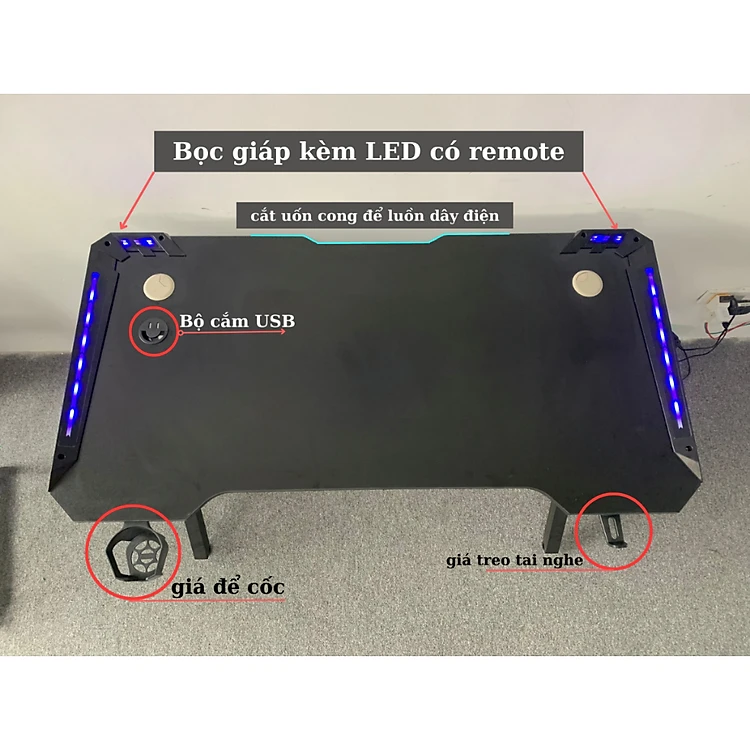 Bọc giáp kèm LED có remote
cắt uốn cong để luồn dây điện
Bộ cắm USB
giá treo tai nghe
giá để cốc